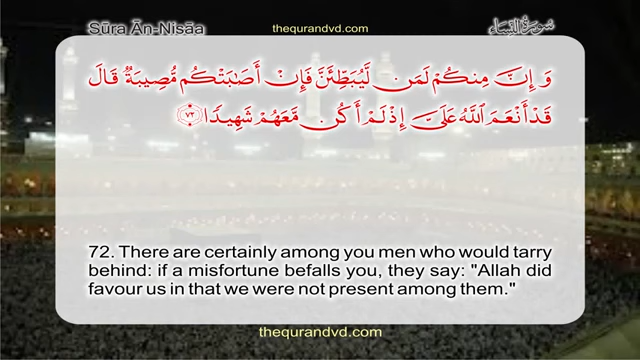 Sūra Ān-Nisāa
thequrandvd.com
سورة النساء
وَإِنَّ مِنكُمْ لَمَن لَّيُبَطِّئَنَّ فَإِنْ أَصَٰبَتْكُم مُّصِيبَةٌ قَالَ
قَدْ أَنْعَمَ ٱللَّهُ عَلَىَّ إِذْ لَمْ أَكُن مَّعَهُمْ شَهِيدًا ٧٢
72. There are certainly among you men who would tarry
behind: if a misfortune befalls you, they say: "Allah did
favour us in that we were not present among them."
thequrandvd.com